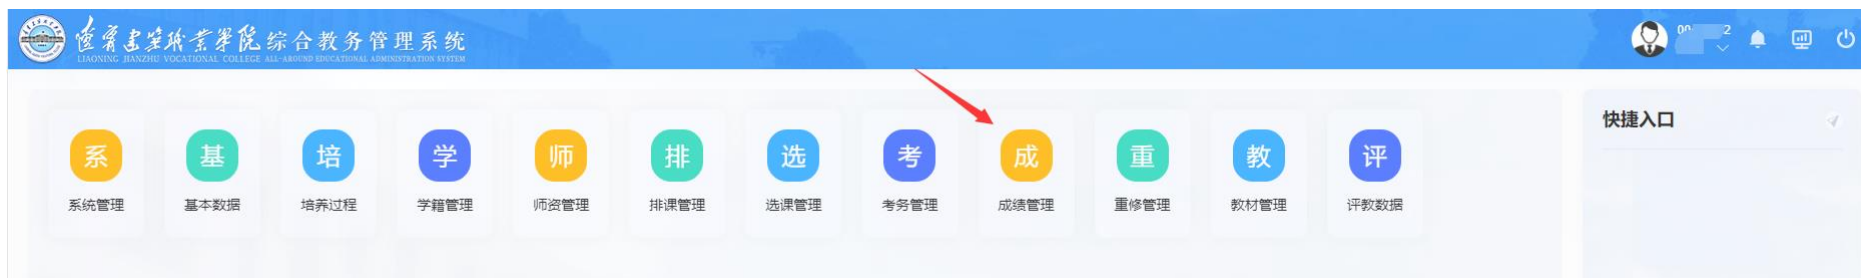 辽宁建筑职业学院综合教务管理系统
LIAONING JIANZHU VOCATIONAL COLLEGE ALL-AROUND EDUCATIONAL ADMINISTRATION SYSTEM
快捷入口
系 基 培 学 师 排 选 考 成 重 教 评
系统管理 基本数据 培养过程 学籍管理 师资管理 排课管理 选课管理 考务管理 成绩管理 重修管理 教材管理 评教数据